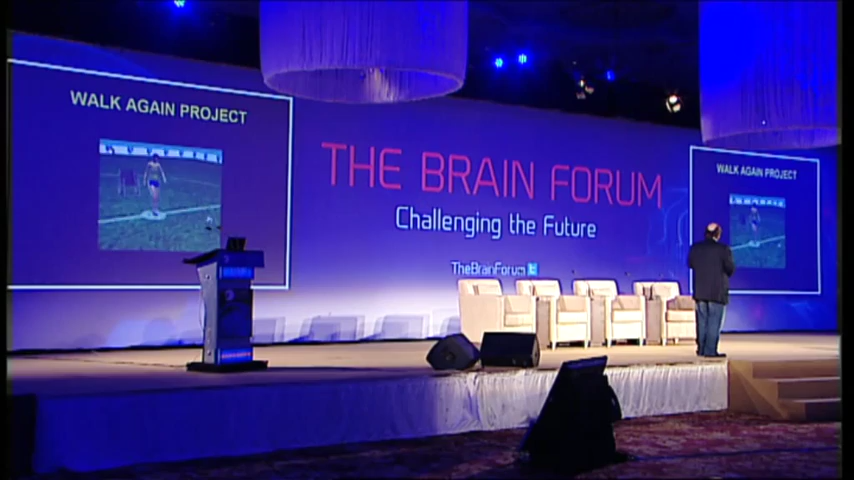 WALK AGAIN PROJECT
THE BRAIN FORUM
Challenging the Future
TheBrainForum
WALK AGAIN PROJECT